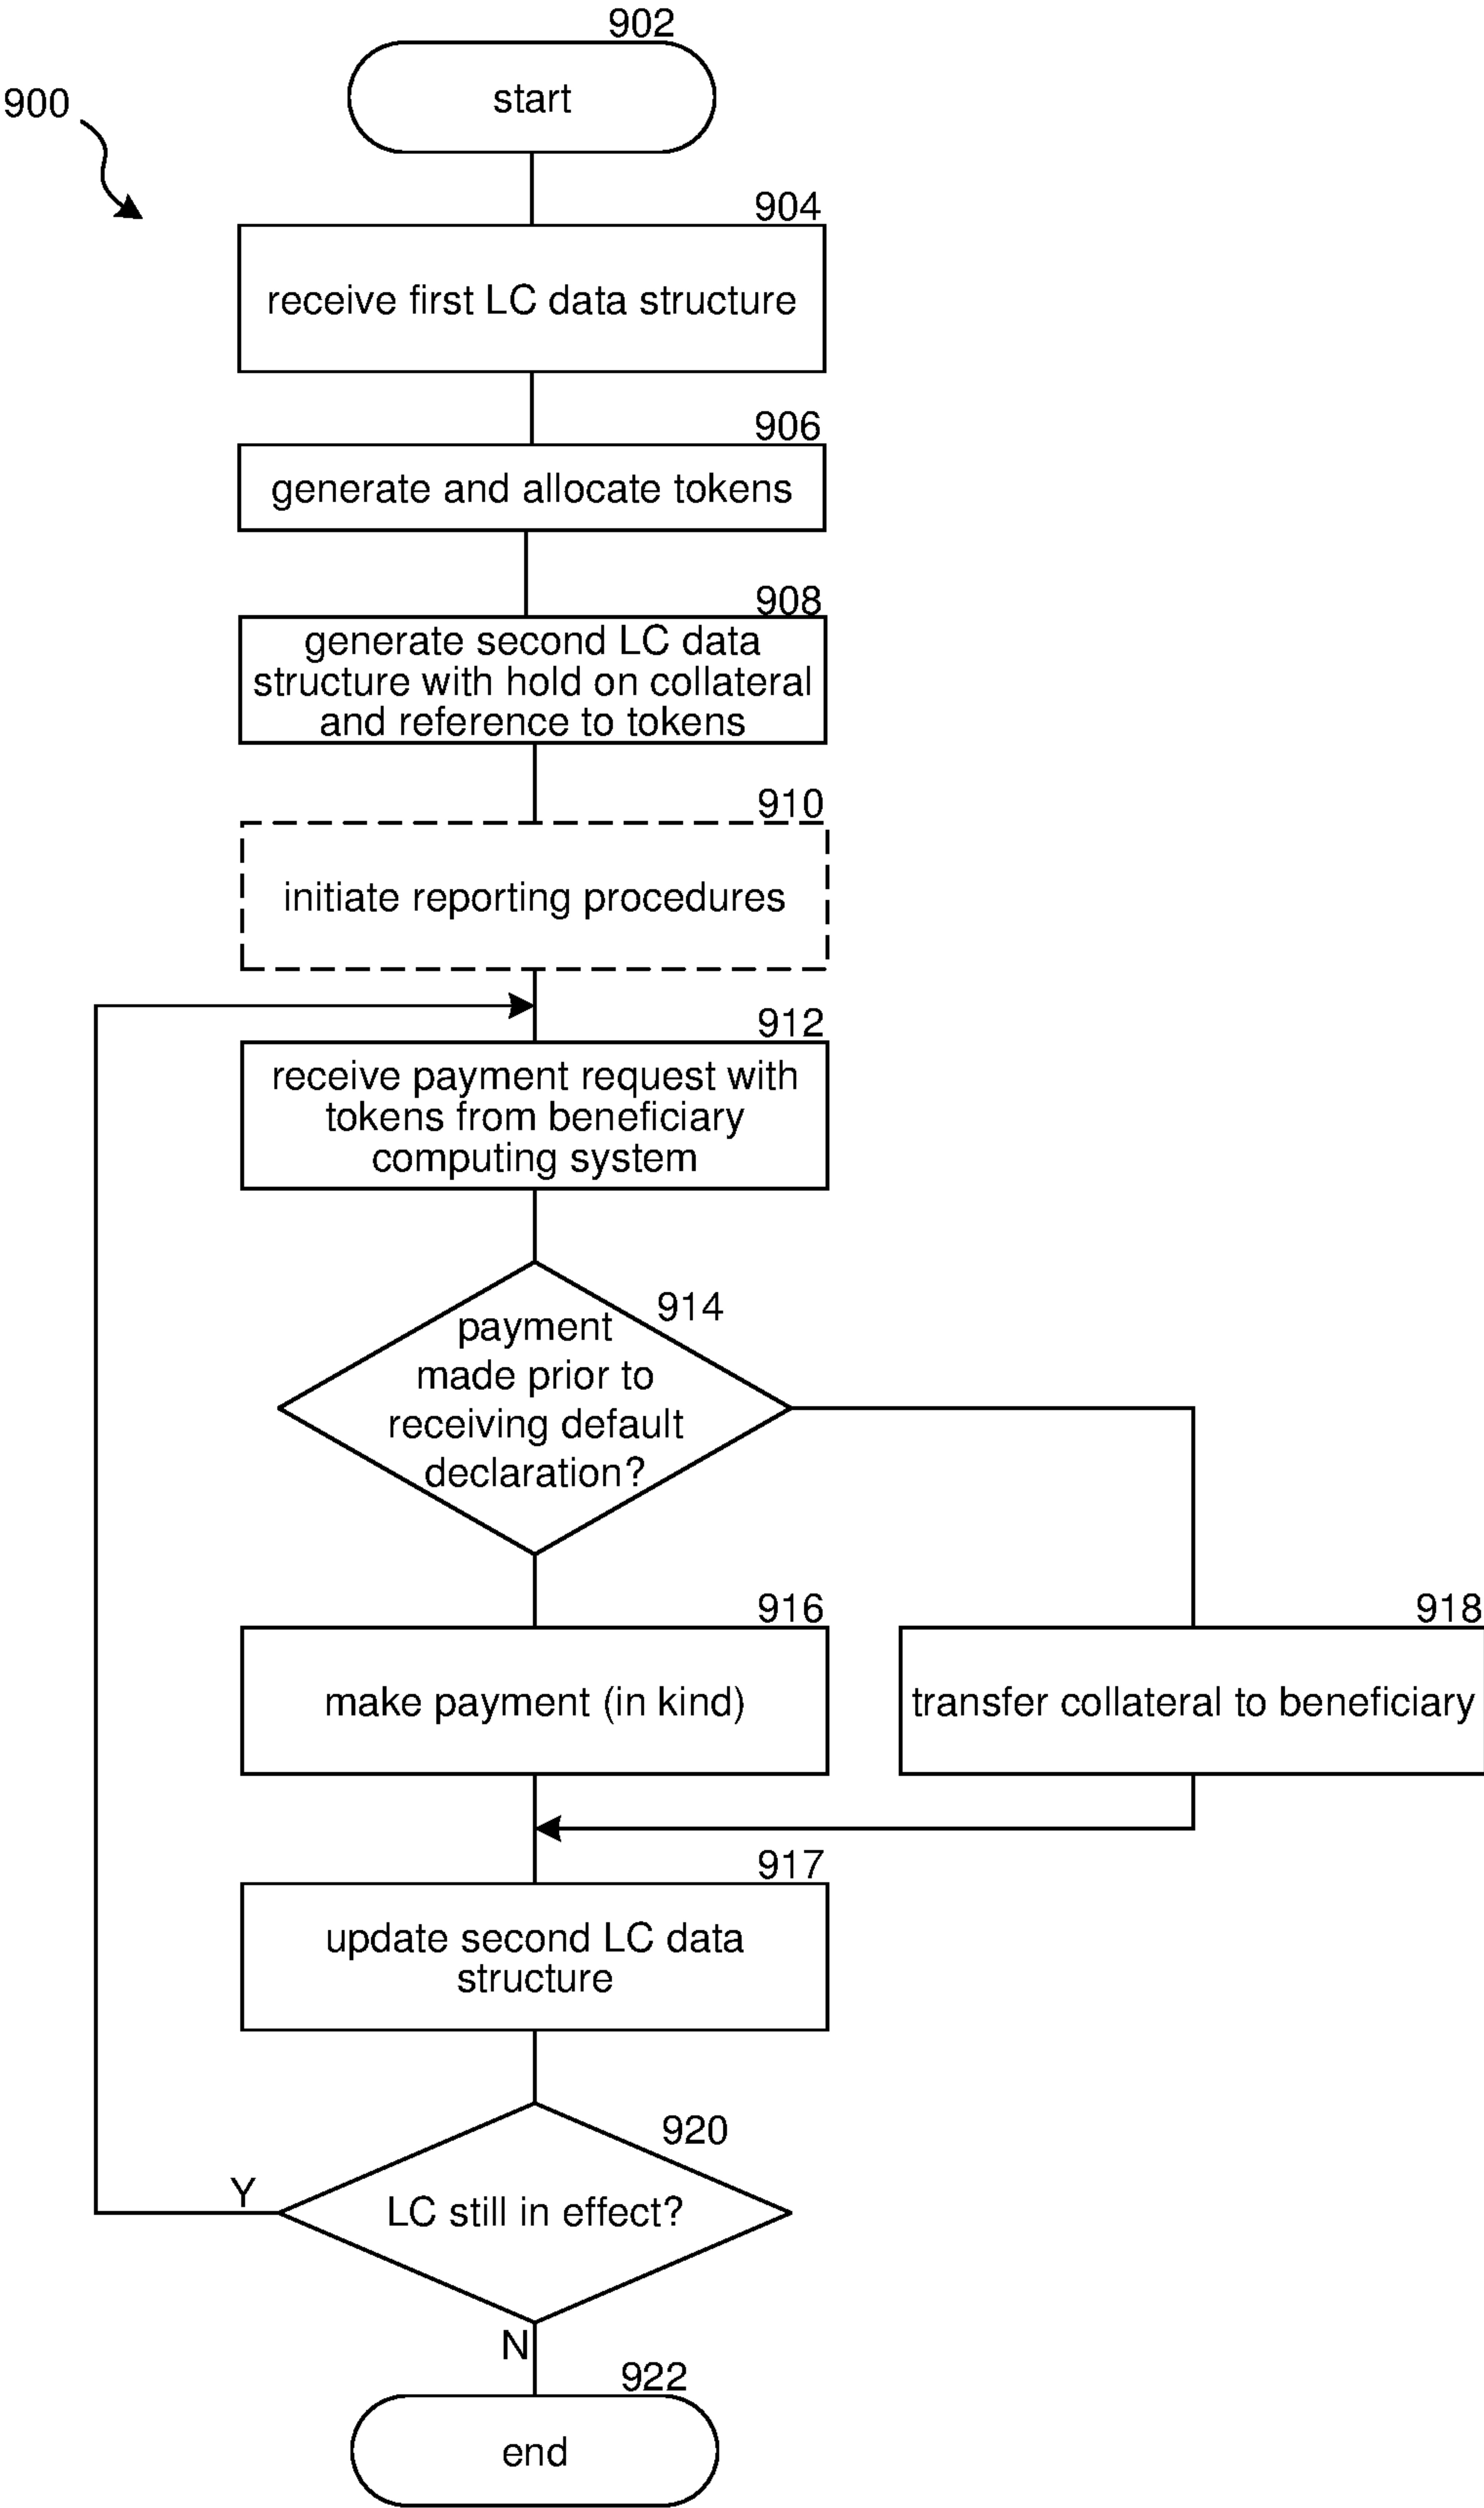 902
start
900
904
receive first LC data structure
906
generate and allocate tokens
908
generate second LC data
structure with hold on collateral
and reference to tokens
910
initiate reporting procedures
912
receive payment request with
tokens from beneficiary
computing system
914
payment
made prior to
receiving default
declaration?
916
make payment (in kind)
918
transfer collateral to beneficiary
917
update second LC data
structure
920
LC still in effect?
Y
N
922
end